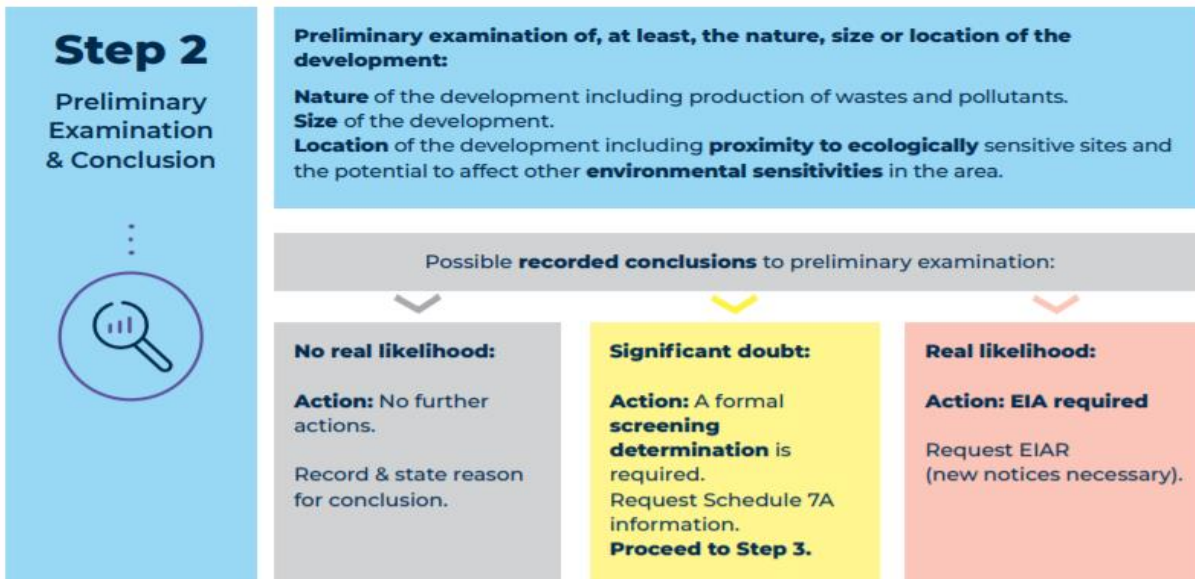 Step 2
Preliminary
Examination
& Conclusion
Preliminary examination of, at least, the nature, size or location of the
development:
Nature of the development including production of wastes and pollutants.
Size of the development.
Location of the development including proximity to ecologically sensitive sites and
the potential to affect other environmental sensitivities in the area.
Possible recorded conclusions to preliminary examination:
No real likelihood:
Action: No further
actions.
Record & state reason
for conclusion.
Significant doubt:
Action: A formal
screening
determination is
required.
Request Schedule 7A
information.
Proceed to Step 3.
Real likelihood:
Action: EIA required
Request EIAR
(new notices necessary).